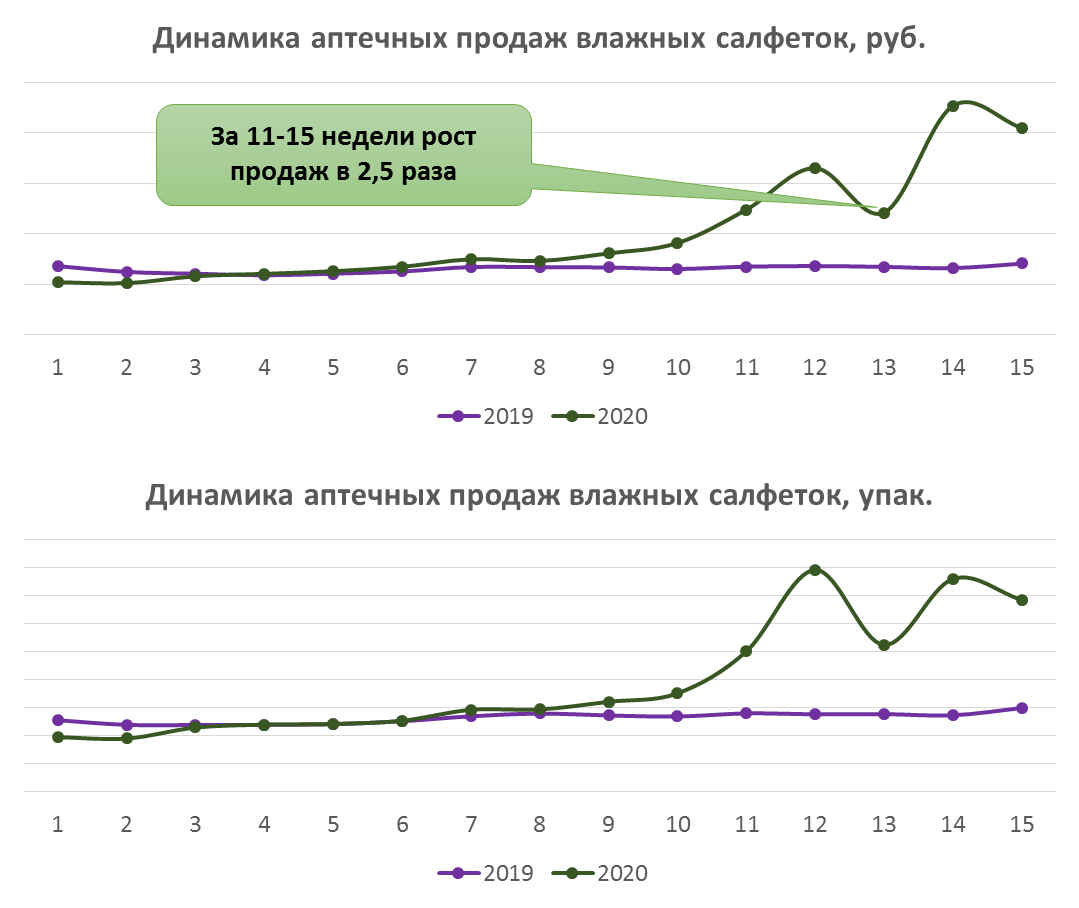 Динамика аптечных продаж влажных салфеток, руб.
За 11-15 недели рост
продаж в 2,5 раза
1 2 3 4 5 6 7 8 9 10 11 12 13 14 15
2019 2020
Динамика аптечных продаж влажных салфеток, упак.
1 2 3 4 5 6 7 8 9 10 11 12 13 14 15
2019 2020